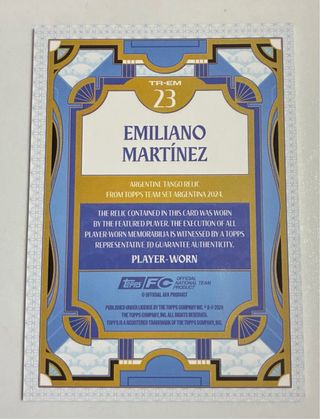 TR-EM
23
EMILIANO
MARTÍNEZ
ARGENTINE TANGO RELIC
FROM TOPPS TEAM SET ARGENTINA 2024.
THE RELIC CONTAINED IN THIS CARD WAS WORN
BY THE FEATURED PLAYER. THE EXECUTION OF ALL
PLAYER WORN MEMORABILIA IS WITNESSED BY A TOPPS
REPRESENTATIVE TO GUARANTEE AUTHENTICITY.
PLAYER-WORN
TOPPS FC OFFICIAL
NATIONAL TEAM
PRODUCT
© OFFICIAL AFA PRODUCT
PUBLISHED UNDER LICENSE BY THE TOPPS COMPANY INC. ® & © 2024
THE TOPPS COMPANY, INC. ALL RIGHTS RESERVED.
TOPPS IS A REGISTERED TRADEMARK OF THE TOPPS COMPANY, INC.